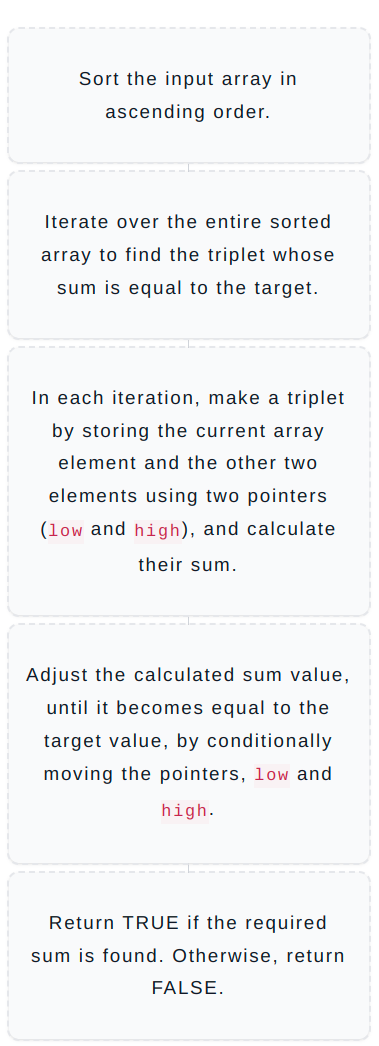 Sort the input array in
ascending order.
Iterate over the entire sorted
array to find the triplet whose
sum is equal to the target.
In each iteration, make a triplet
by storing the current array
element and the other two
elements using two pointers
(low and high), and calculate
their sum.
Adjust the calculated sum value,
until it becomes equal to the
target value, by conditionally
moving the pointers, low and
high.
Return TRUE if the required
sum is found. Otherwise, return
FALSE.